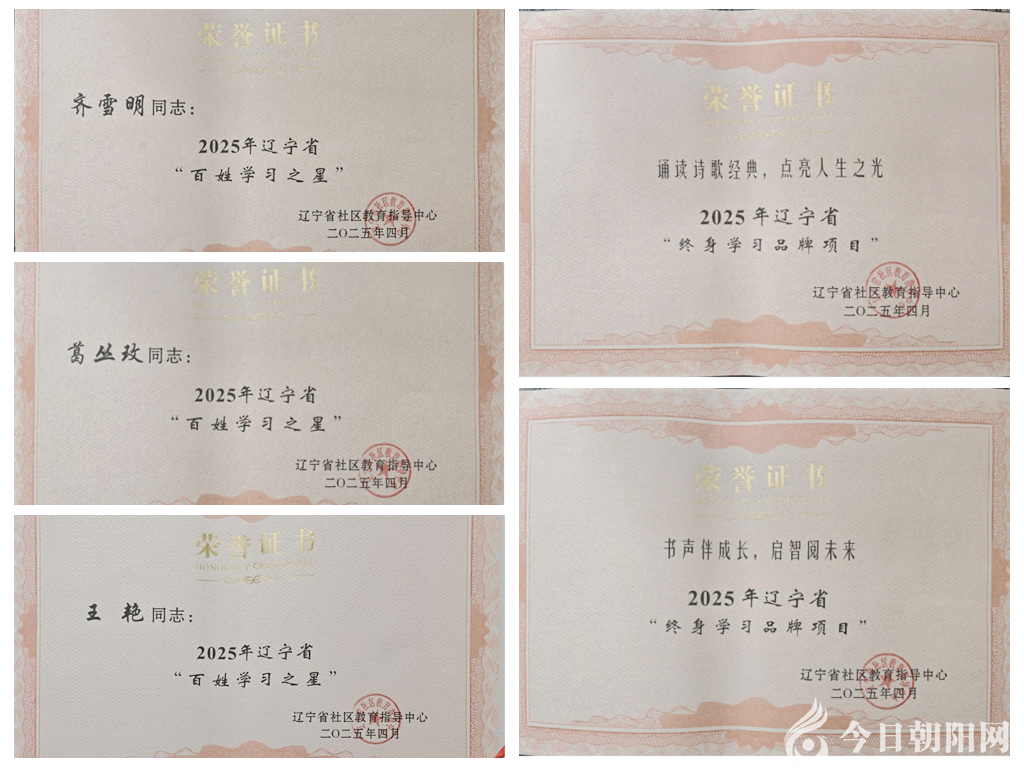 荣誉证书
齐雪明同志：
2025年辽宁省
“百姓学习之星”
辽宁省社区教育指导中心
二〇二五年四月
荣誉证书
葛丛玫同志：
2025年辽宁省
“百姓学习之星”
辽宁省社区教育指导中心
二〇二五年四月
荣誉证书
王 艳同志：
2025年辽宁省
“百姓学习之星”
辽宁省社区教育指导中心
二〇二五年四月
荣誉证书
诵读诗歌经典，点亮人生之光
2025年辽宁省
“终身学习品牌项目”
辽宁省社区教育指导中心
二〇二五年四月
荣誉证书
书声伴成长，启智阅未来
2025年辽宁省
“终身学习品牌项目”
辽宁省社区教育指导中心
二〇二五年四月
今日朝阳网